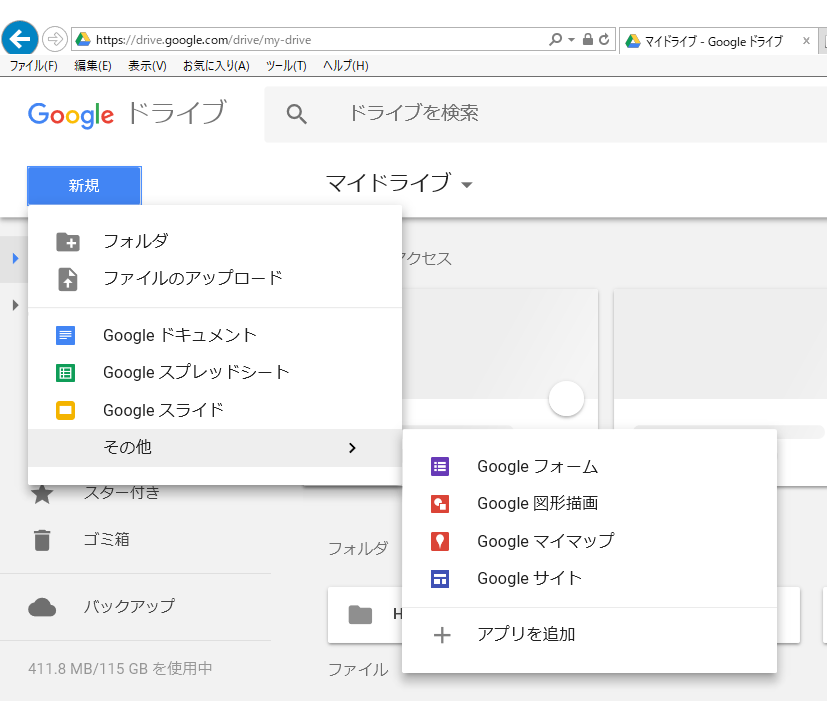 https://drive.google.com/drive/my-drive
マイドライブ - Google ドライブ
ファイル(F) 編集(E) 表示(V) お気に入り(A) ツール(T) ヘルプ(H)
Google ドライブ
ドライブを検索
新規
マイドライブ
フォルダ
ファイルのアップロード
アクセス
Google ドキュメント
Google スプレッドシート
Google スライド
その他
Google フォーム
Google 図形描画
Google マイマップ
Google サイト
アプリを追加
スター付き
ゴミ箱
バックアップ
411.8 MB/115 GB を使用中
フォルダ
H
ファイル